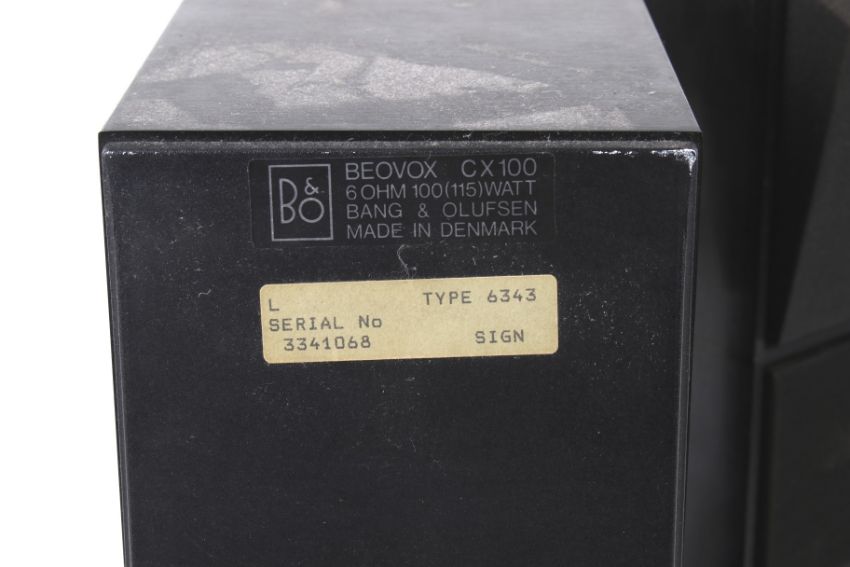 B&O
BEOVOX CX100
6 OHM 100(115)WATT
BANG & OLUFSEN
MADE IN DENMARK
L TYPE 6343
SERIAL No
3341068 SIGN